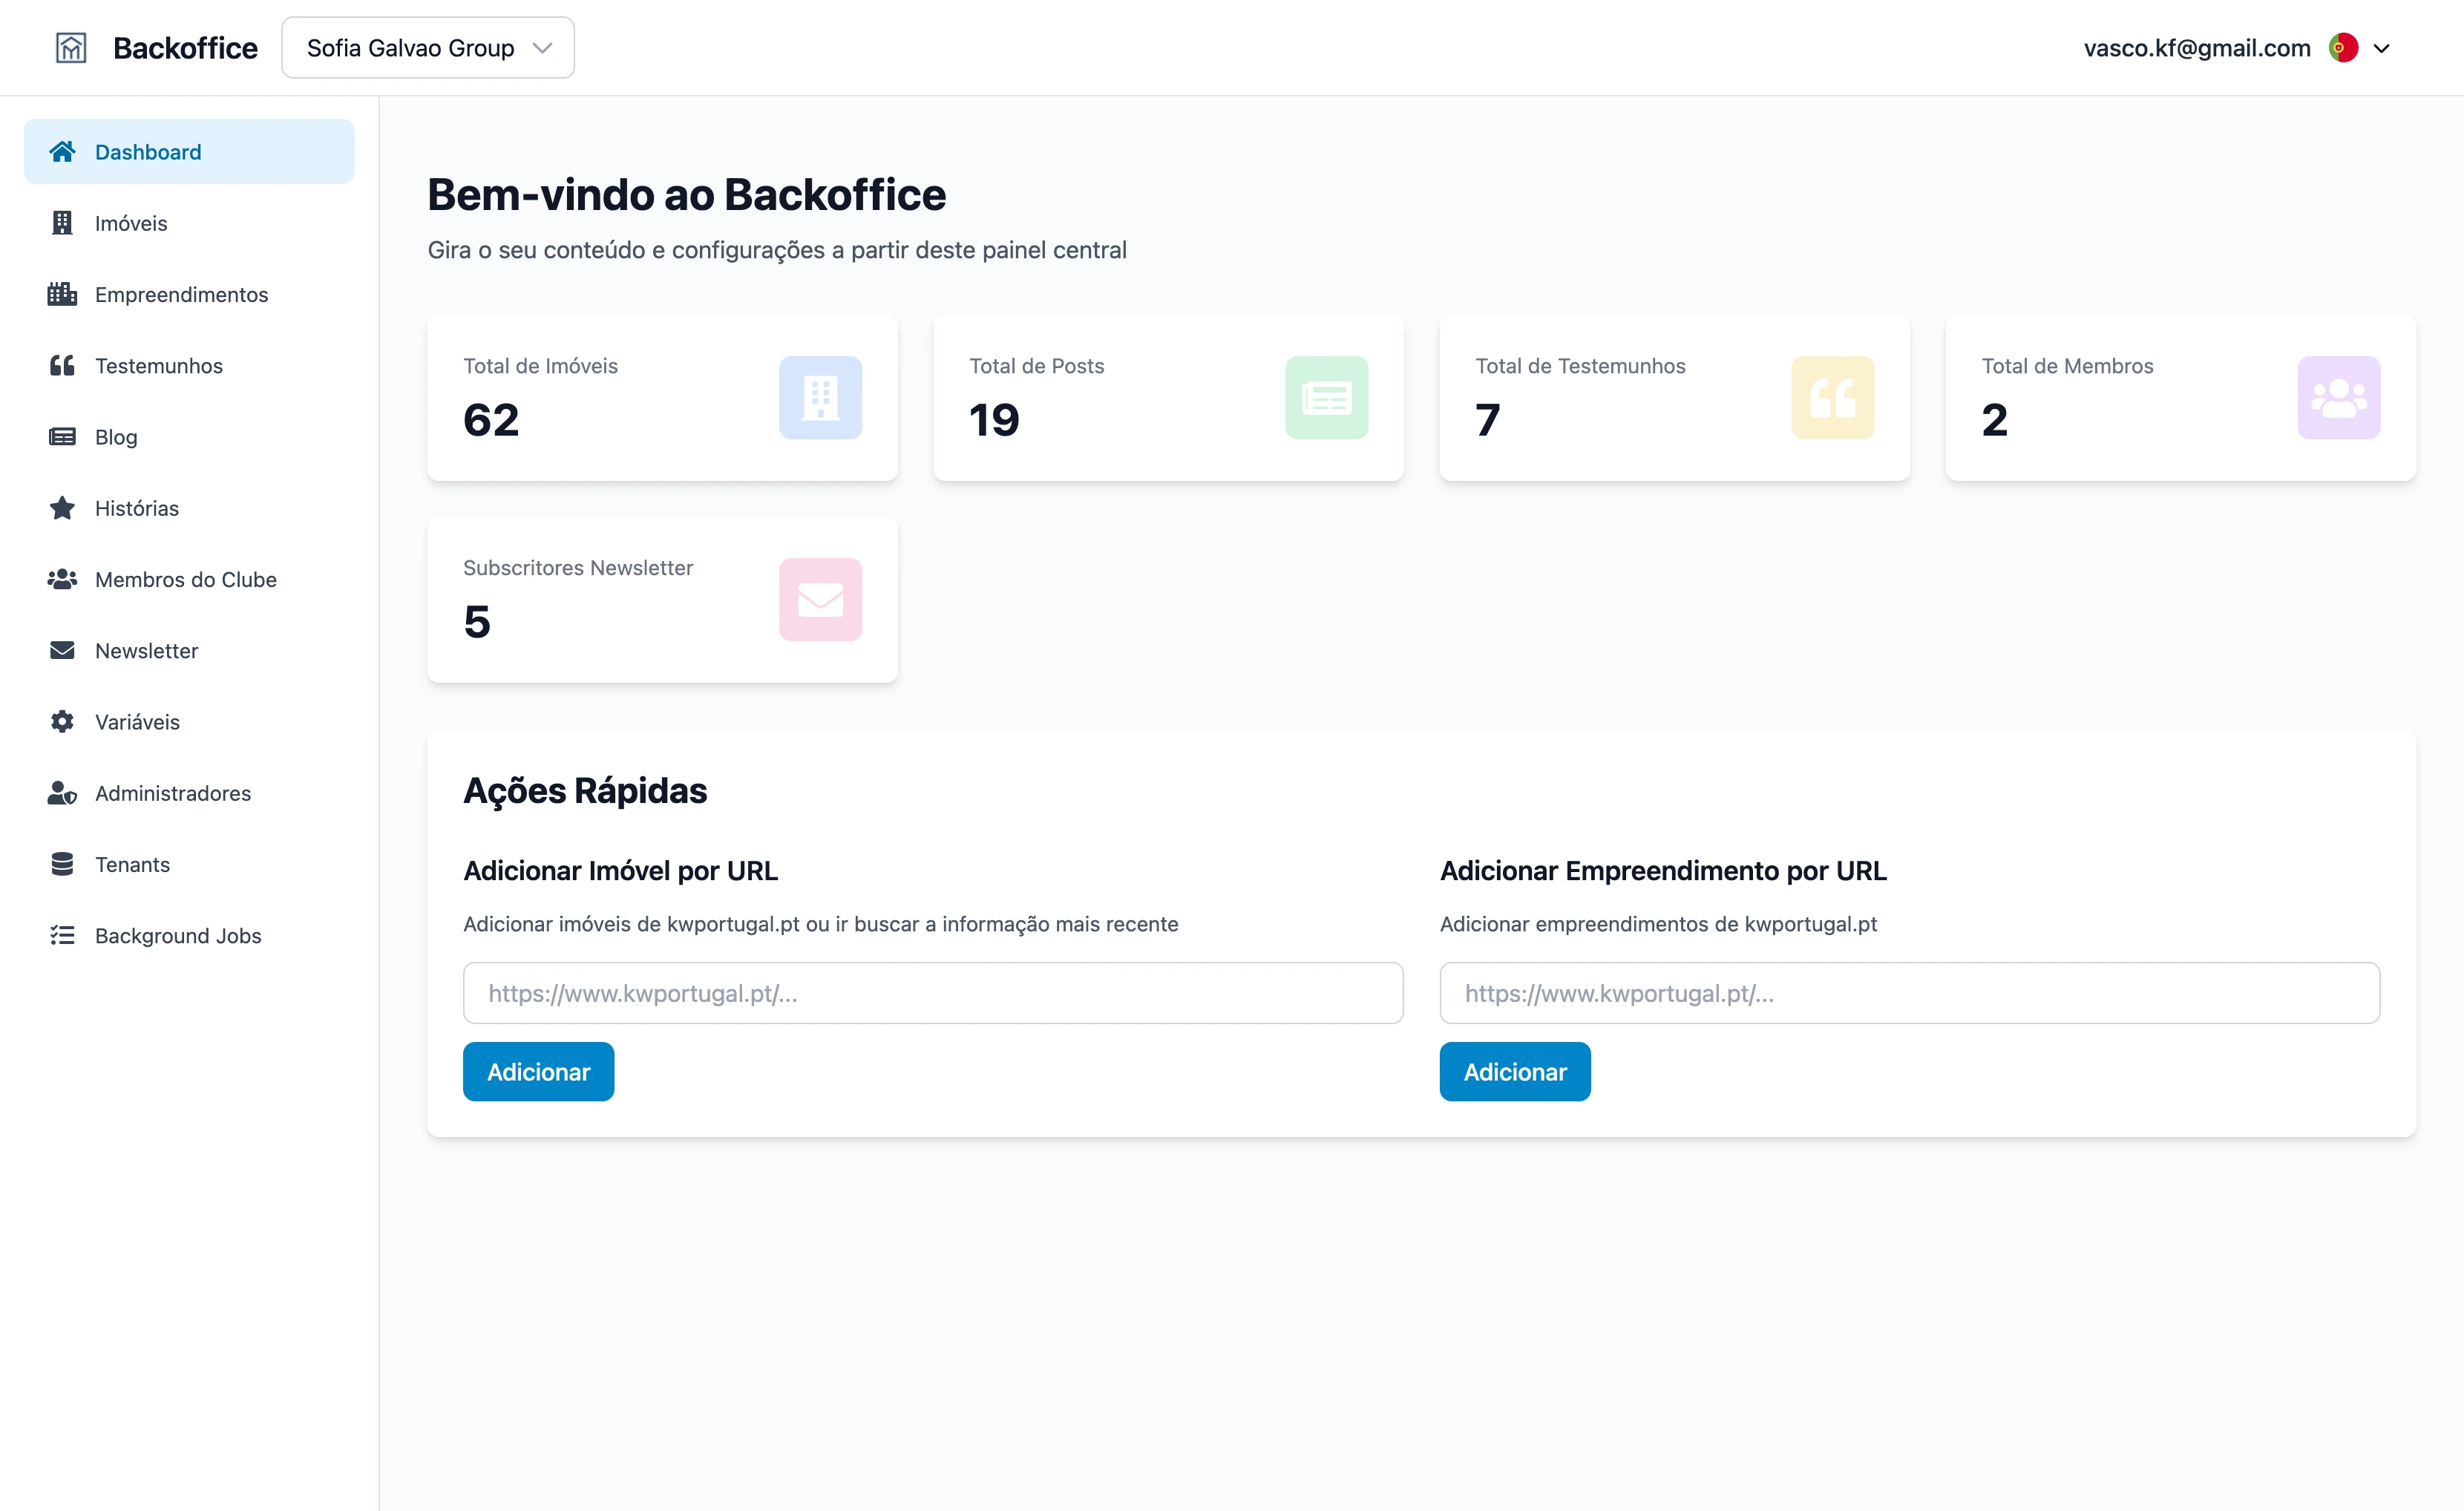 Backoffice
Sofia Galvao Group
vasco.kf@gmail.com
Dashboard
Imóveis
Empreendimentos
Testemunhos
Blog
Histórias
Membros do Clube
Newsletter
Variáveis
Administradores
Tenants
Background Jobs
Bem-vindo ao Backoffice
Gira o seu conteúdo e configurações a partir deste painel central
Total de Imóveis
62
Total de Posts
19
Total de Testemunhos
7
Total de Membros
2
Subscritores Newsletter
5
Ações Rápidas
Adicionar Imóvel por URL
Adicionar imóveis de kwportugal.pt ou ir buscar a informação mais recente
https://www.kwportugal.pt/...
Adicionar
Adicionar Empreendimento por URL
Adicionar empreendimentos de kwportugal.pt
https://www.kwportugal.pt/...
Adicionar